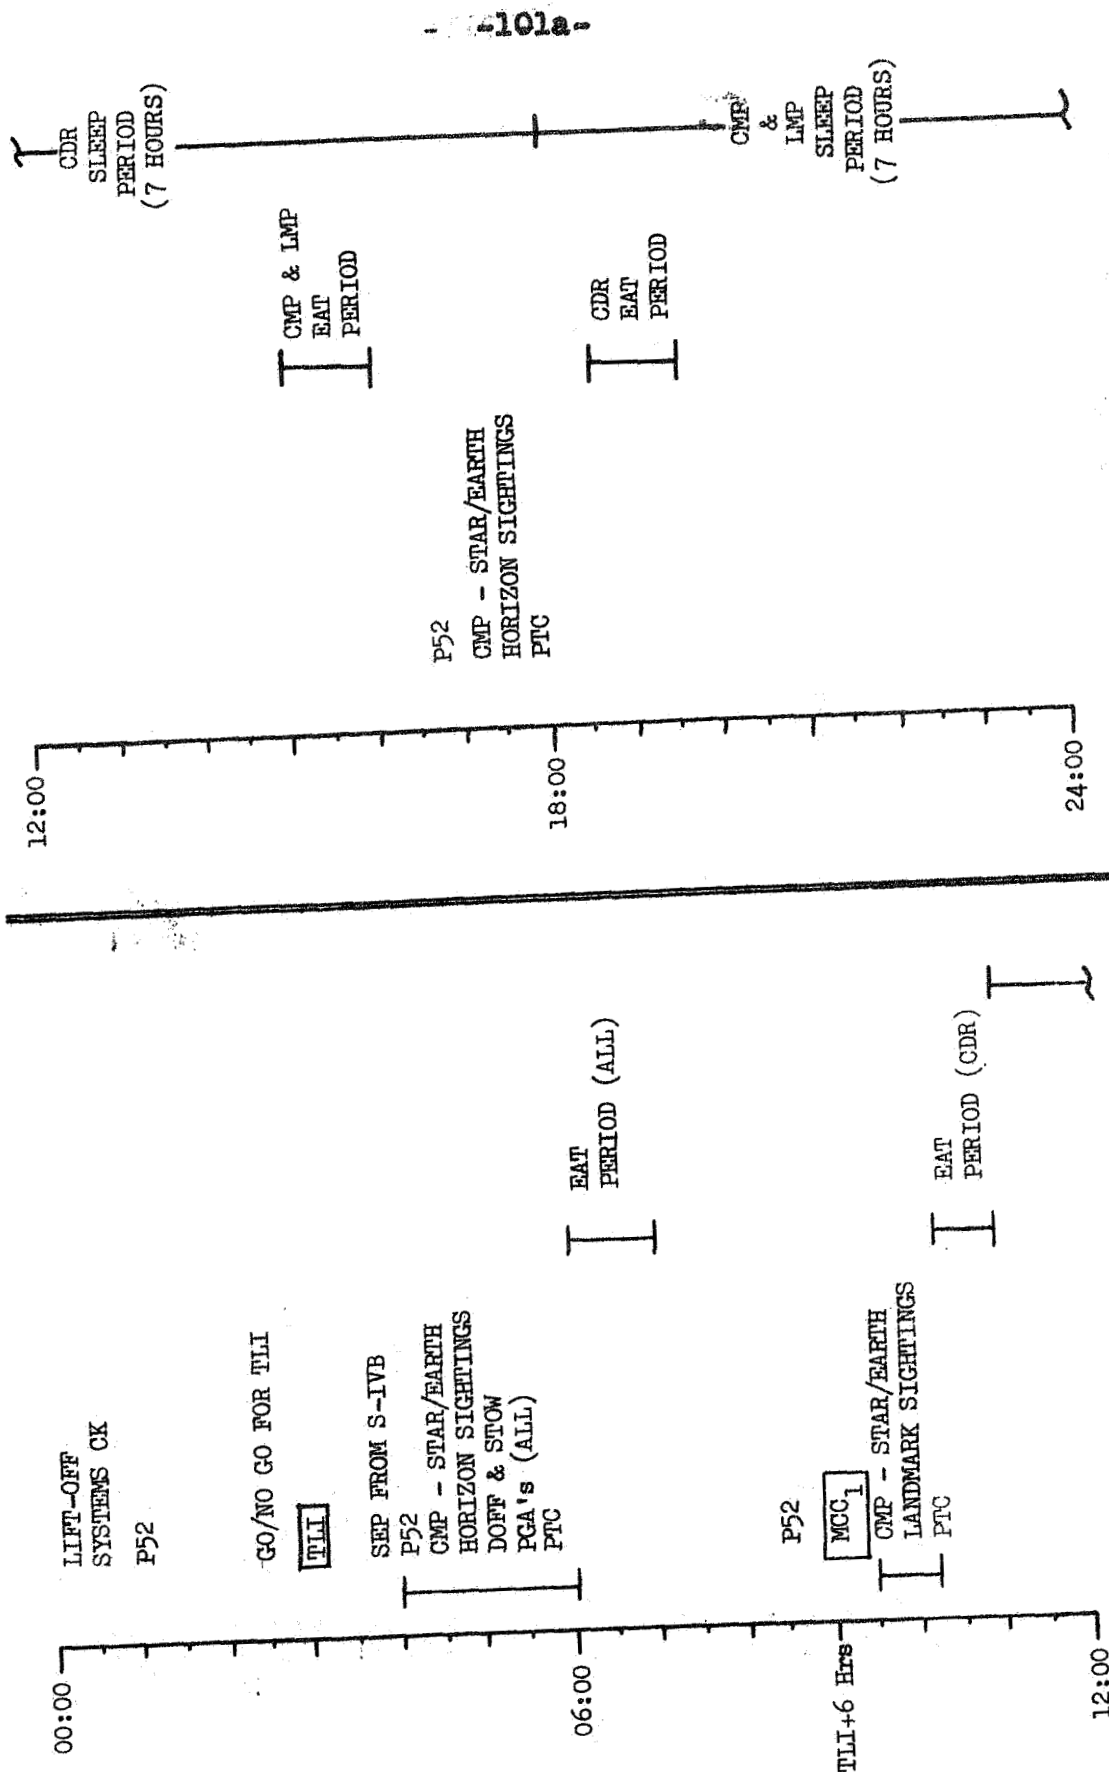 -101a-
00:00
LIFT-OFF
SYSTEMS CK
P52
GO/NO GO FOR TLI
TLI
SEP FROM S-IVB
P52
CMP - STAR/EARTH
HORIZON SIGHTINGS
DOFF & STOW
PGA's (ALL)
PTC
06:00
EAT
PERIOD (ALL)
P52
TLI+6 Hrs
MCC1
CMP - STAR/EARTH
LANDMARK SIGHTINGS
PTC
EAT
PERIOD (CDR)
12:00
12:00
CDR
SLEEP
PERIOD
(7 HOURS)
CMP & LMP
EAT
PERIOD
P52
CMP - STAR/EARTH
HORIZON SIGHTINGS
PTC
18:00
CDR
EAT
PERIOD
CMP
&
LMP
SLEEP
PERIOD
(7 HOURS)
24:00